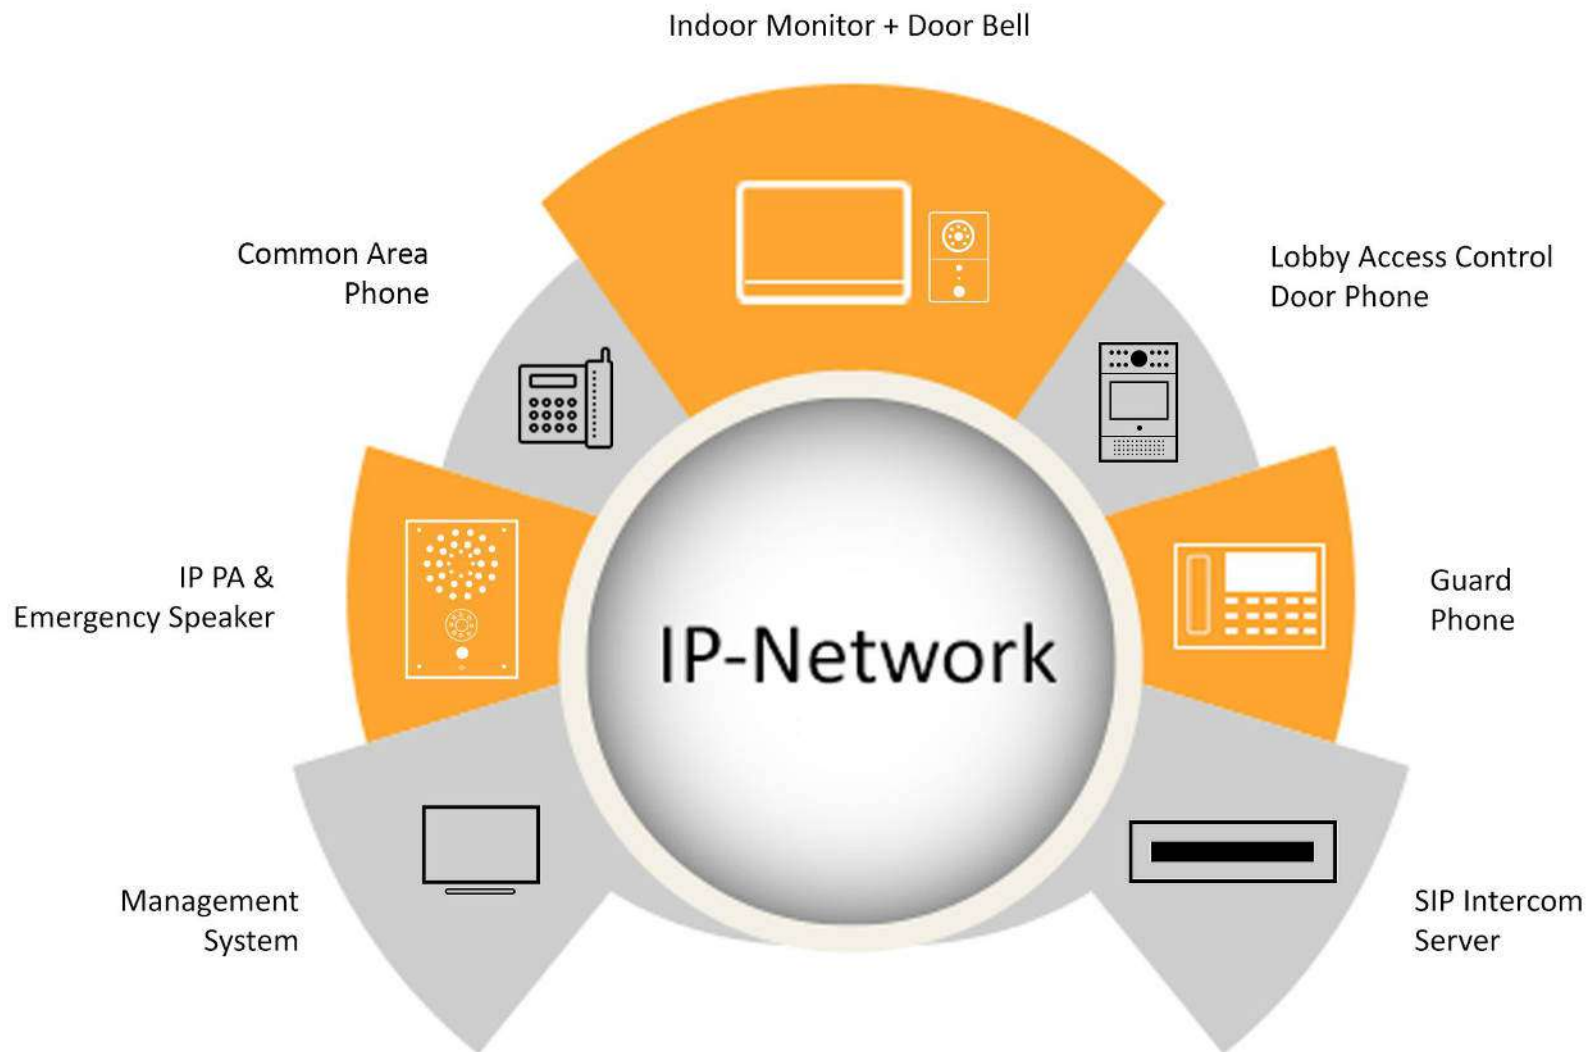 Indoor Monitor + Door Bell
Common Area
Phone
Lobby Access Control
Door Phone
IP PA &
Emergency Speaker
IP-Network
Guard
Phone
Management
System
SIP Intercom
Server